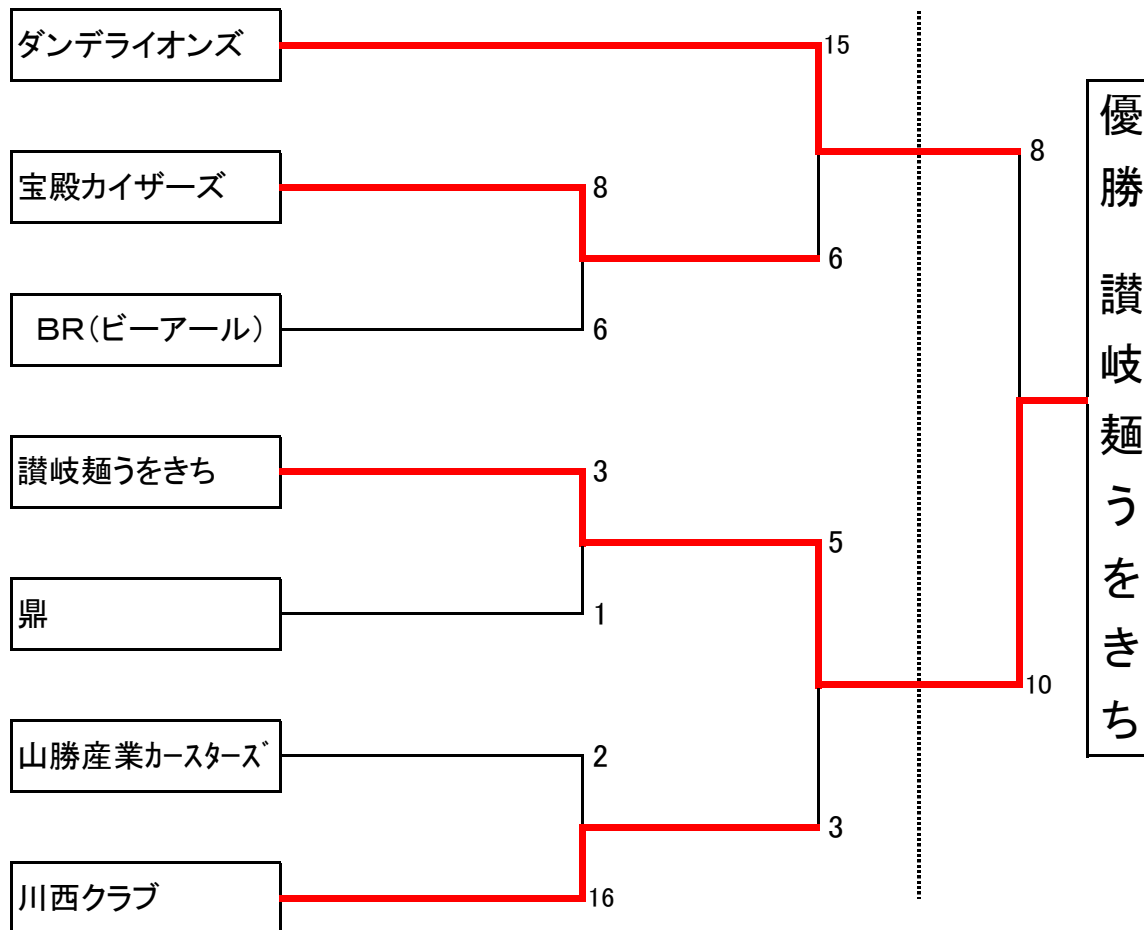 ダンデライオンズ
15
8
宝殿カイザーズ
8
6
BR(ビーアール)
6
讃岐麺うをきち
3
5
鼎
1
10
山勝産業ｶｰｽﾀｰｽﾞ
2
3
川西クラブ
16
優勝 讃岐麺うをきち